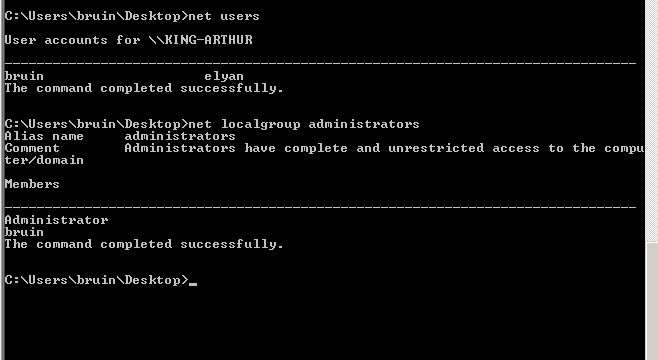 C:\Users\bruin\Desktop>net users
User accounts for \\KING-ARTHUR
-------------------------------------------------------------------------------
bruin                    elyan
The command completed successfully.
C:\Users\bruin\Desktop>net localgroup administrators
Alias name     administrators
Comment        Administrators have complete and unrestricted access to the compu
ter/domain
Members
-------------------------------------------------------------------------------
Administrator
bruin
The command completed successfully.
C:\Users\bruin\Desktop>_